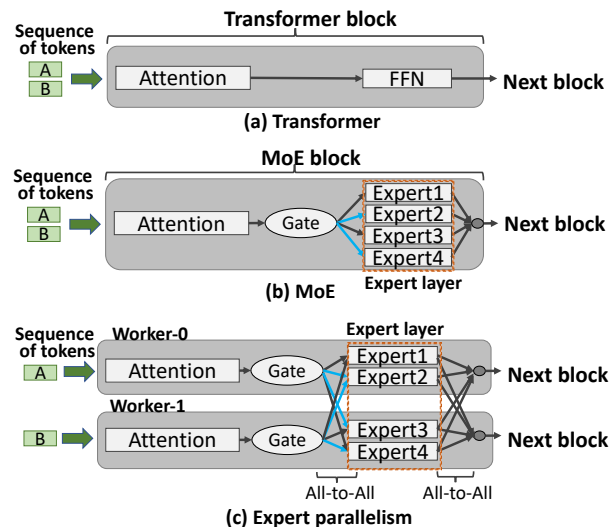 Transformer block
Sequence
of tokens
A
B
Attention
FFN
Next block
(a) Transformer
MoE block
Sequence
of tokens
A
B
Attention
Gate
Expert1
Expert2
Expert3
Expert4
Next block
Expert layer
(b) MoE
Sequence
of tokens
Worker-0
Expert layer
A
Attention
Gate
Expert1
Expert2
Next block
Worker-1
B
Attention
Gate
Expert3
Expert4
Next block
All-to-All
All-to-All
(c) Expert parallelism